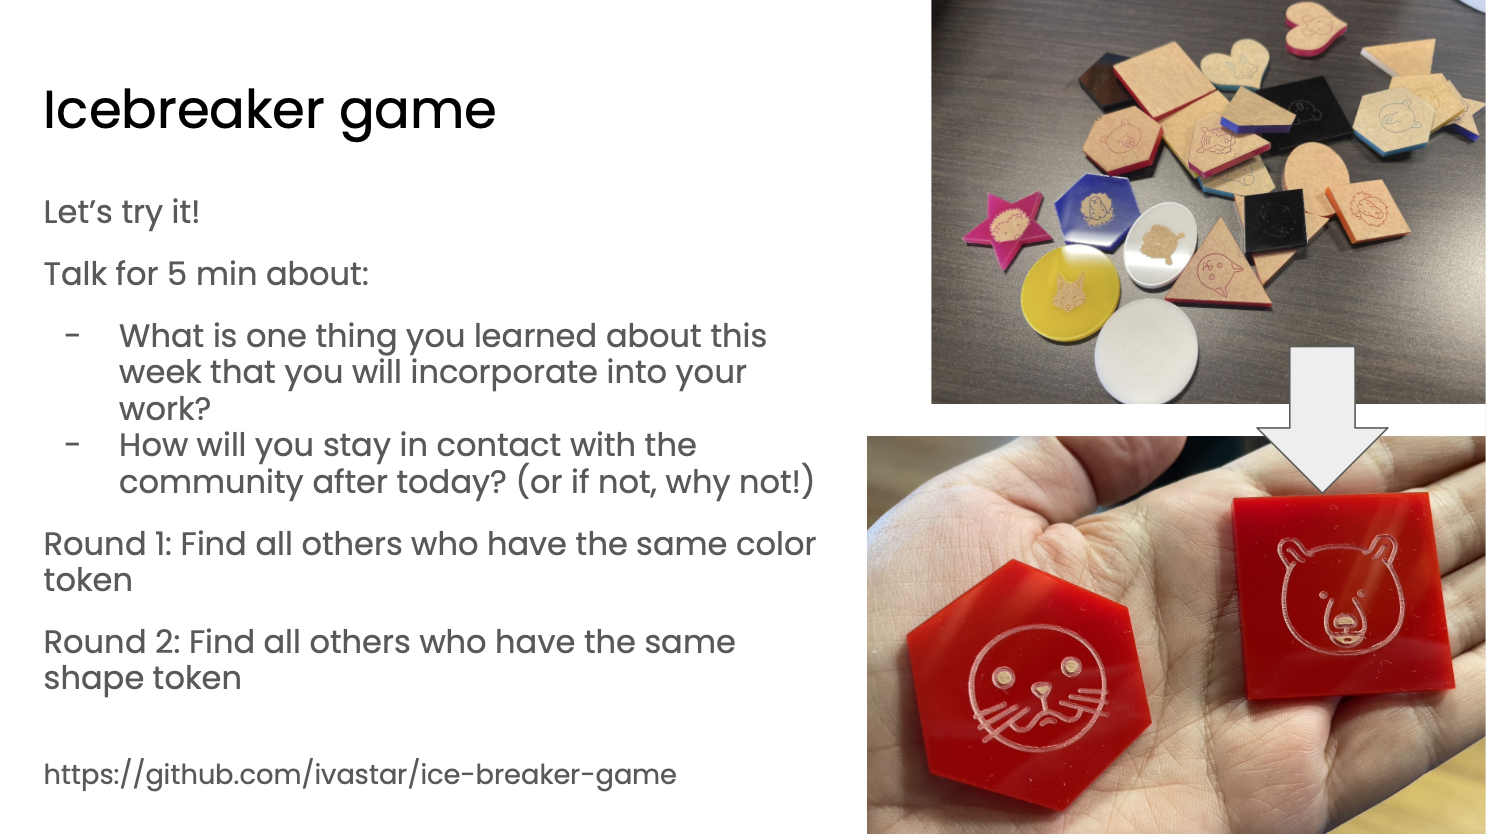 Icebreaker game
Let’s try it!
Talk for 5 min about:
- What is one thing you learned about this
week that you will incorporate into your
work?
- How will you stay in contact with the
community after today? (or if not, why not!)
Round 1: Find all others who have the same color
token
Round 2: Find all others who have the same
shape token
https://github.com/ivastar/ice-breaker-game